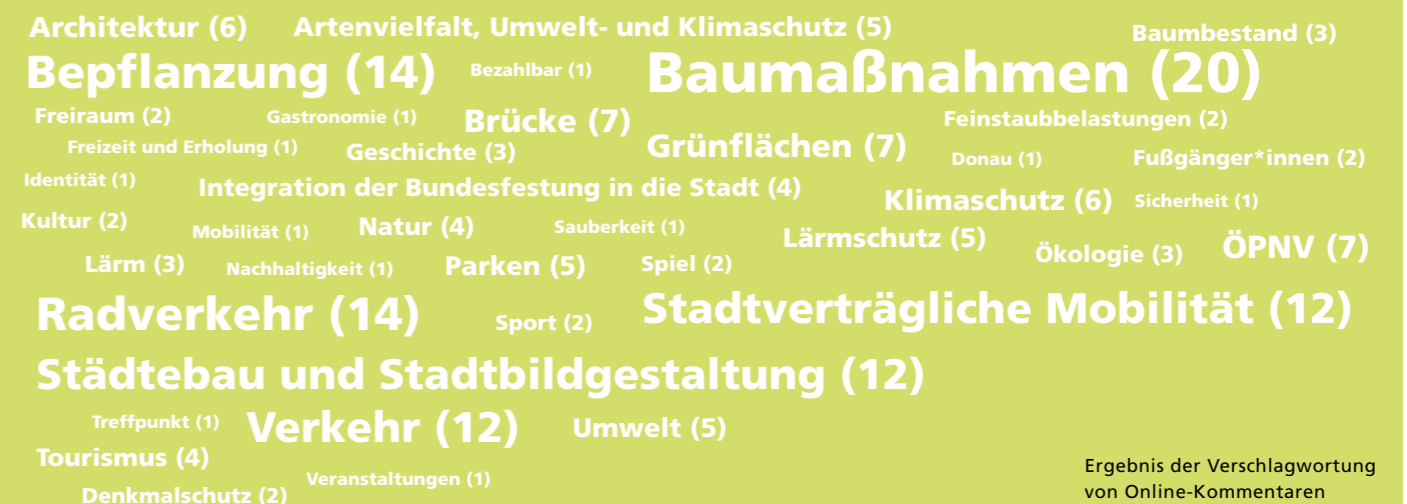 Architektur (6)
Artenvielfalt, Umwelt- und Klimaschutz (5)
Baumbestand (3)
Bepflanzung (14)
Bezahlbar (1)
Baumaßnahmen (20)
Freiraum (2)
Gastronomie (1)
Brücke (7)
Feinstaubbelastungen (2)
Freizeit und Erholung (1)
Geschichte (3)
Grünflächen (7)
Donau (1)
Fußgänger*innen (2)
Identität (1)
Integration der Bundesfestung in die Stadt (4)
Klimaschutz (6)
Sicherheit (1)
Kultur (2)
Mobilität (1)
Natur (4)
Sauberkeit (1)
Lärmschutz (5)
Ökologie (3)
ÖPNV (7)
Lärm (3)
Nachhaltigkeit (1)
Parken (5)
Spiel (2)
Radverkehr (14)
Sport (2)
Stadtverträgliche Mobilität (12)
Städtebau und Stadtbildgestaltung (12)
Treffpunkt (1)
Verkehr (12)
Umwelt (5)
Tourismus (4)
Veranstaltungen (1)
Denkmalschutz (2)
Ergebnis der Verschlagwortung
von Online-Kommentaren